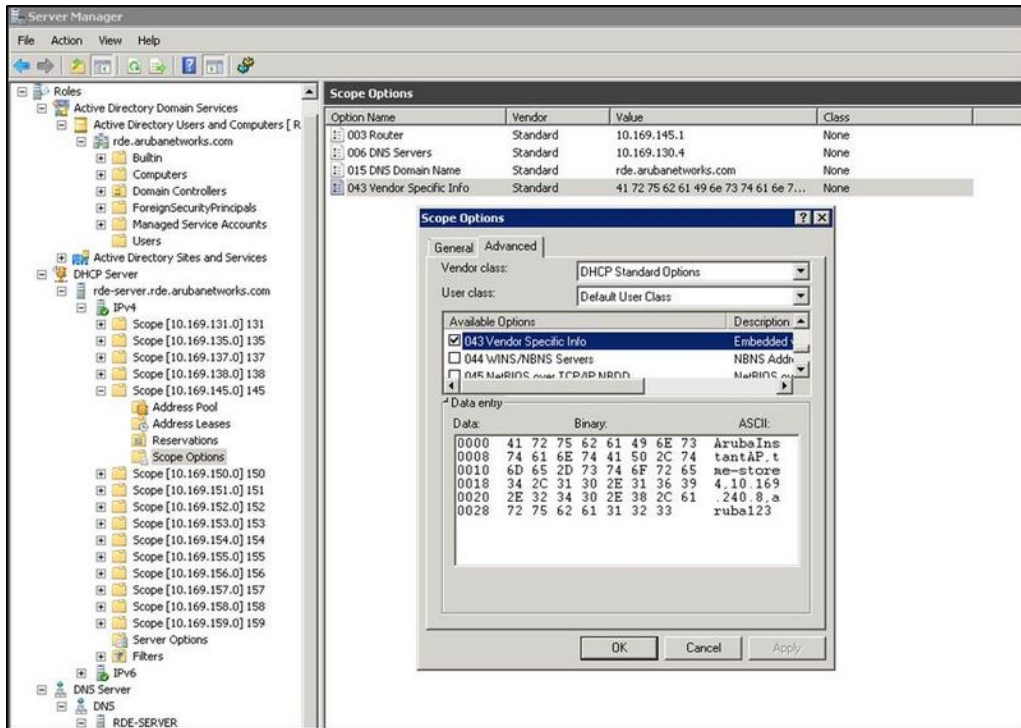 Server Manager
File Action View Help
Roles
Active Directory Domain Services
Active Directory Users and Computers [ R
rde.arubanetworks.com
Builtin
Computers
Domain Controllers
ForeignSecurityPrincipals
Managed Service Accounts
Users
Active Directory Sites and Services
DHCP Server
rde-server.rde.arubanetworks.com
IPv4
Scope [10.169.131.0] 131
Scope [10.169.135.0] 135
Scope [10.169.137.0] 137
Scope [10.169.138.0] 138
Scope [10.169.145.0] 145
Address Pool
Address Leases
Reservations
Scope Options
Scope [10.169.150.0] 150
Scope [10.169.151.0] 151
Scope [10.169.152.0] 152
Scope [10.169.153.0] 153
Scope [10.169.154.0] 154
Scope [10.169.155.0] 155
Scope [10.169.156.0] 156
Scope [10.169.157.0] 157
Scope [10.169.158.0] 158
Scope [10.169.159.0] 159
Server Options
Filters
IPv6
DNS Server
DNS
RDE-SERVER
Scope Options
Option Name Vendor Value Class
003 Router Standard 10.169.145.1 None
006 DNS Servers Standard 10.169.130.4 None
015 DNS Domain Name Standard rde.arubanetworks.com None
043 Vendor Specific Info Standard 41 72 75 62 61 49 6e 73 74 61 6e 7... None
Scope Options
General Advanced
Vendor class: DHCP Standard Options
User class: Default User Class
Available Options Description
043 Vendor Specific Info Embedded v
044 WINS/NBNS Servers NBNS Addr
045 NetBIOS over TCP/IP NBDD NetBIOS ov
Data entry
Data: Binary: ASCII:
0000 41 72 75 62 61 49 6E 73 ArubaIns
0008 74 61 6E 74 41 50 2C 74 tantAP,t
0010 6D 65 2D 73 74 6F 72 65 me-store
0018 34 2C 31 30 2E 31 36 39 4,10.169
0020 2E 32 34 30 2E 38 2C 61 .240.8,a
0028 72 75 62 61 31 32 33 ruba123
OK Cancel Apply